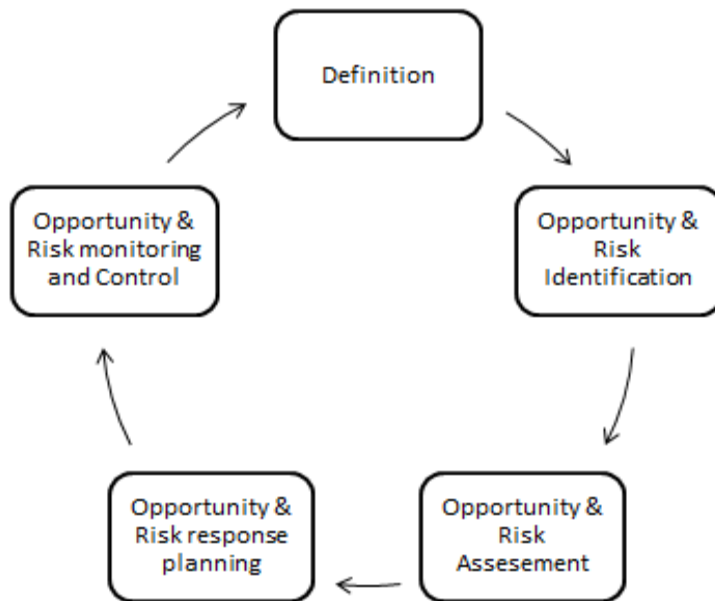 Definition
Opportunity &
Risk
Identification
Opportunity &
Risk
Assesement
Opportunity &
Risk response
planning
Opportunity &
Risk monitoring
and Control